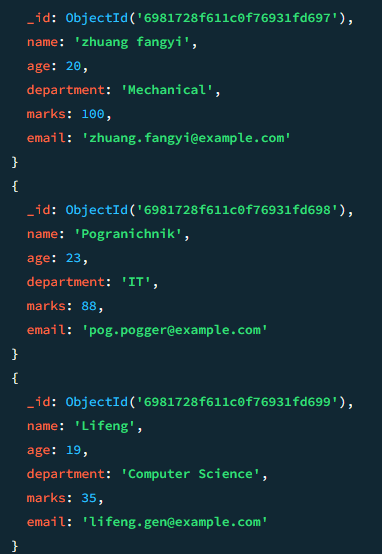 _id: ObjectId('6981728f611c0f76931fd697'),
name: 'zhuang fangyi',
age: 20,
department: 'Mechanical',
marks: 100,
email: 'zhuang.fangyi@example.com'
}
{
_id: ObjectId('6981728f611c0f76931fd698'),
name: 'Pogranichnik',
age: 23,
department: 'IT',
marks: 88,
email: 'pog.pogger@example.com'
}
{
_id: ObjectId('6981728f611c0f76931fd699'),
name: 'Lifeng',
age: 19,
department: 'Computer Science',
marks: 35,
email: 'lifeng.gen@example.com'
}